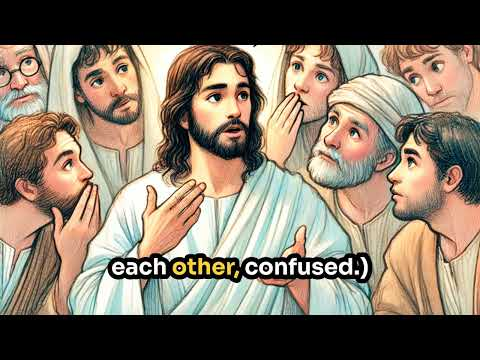 each other, confused.)